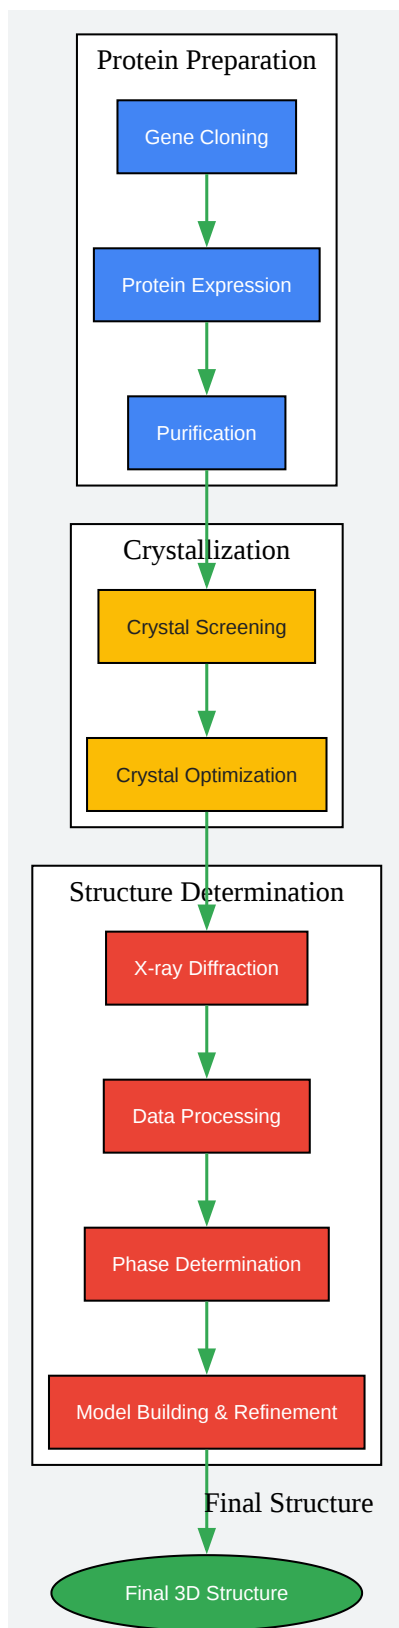 Protein Preparation
Gene Cloning
Protein Expression
Purification
Crystallization
Crystal Screening
Crystal Optimization
Structure Determination
X-ray Diffraction
Data Processing
Phase Determination
Model Building & Refinement
Final Structure
Final 3D Structure